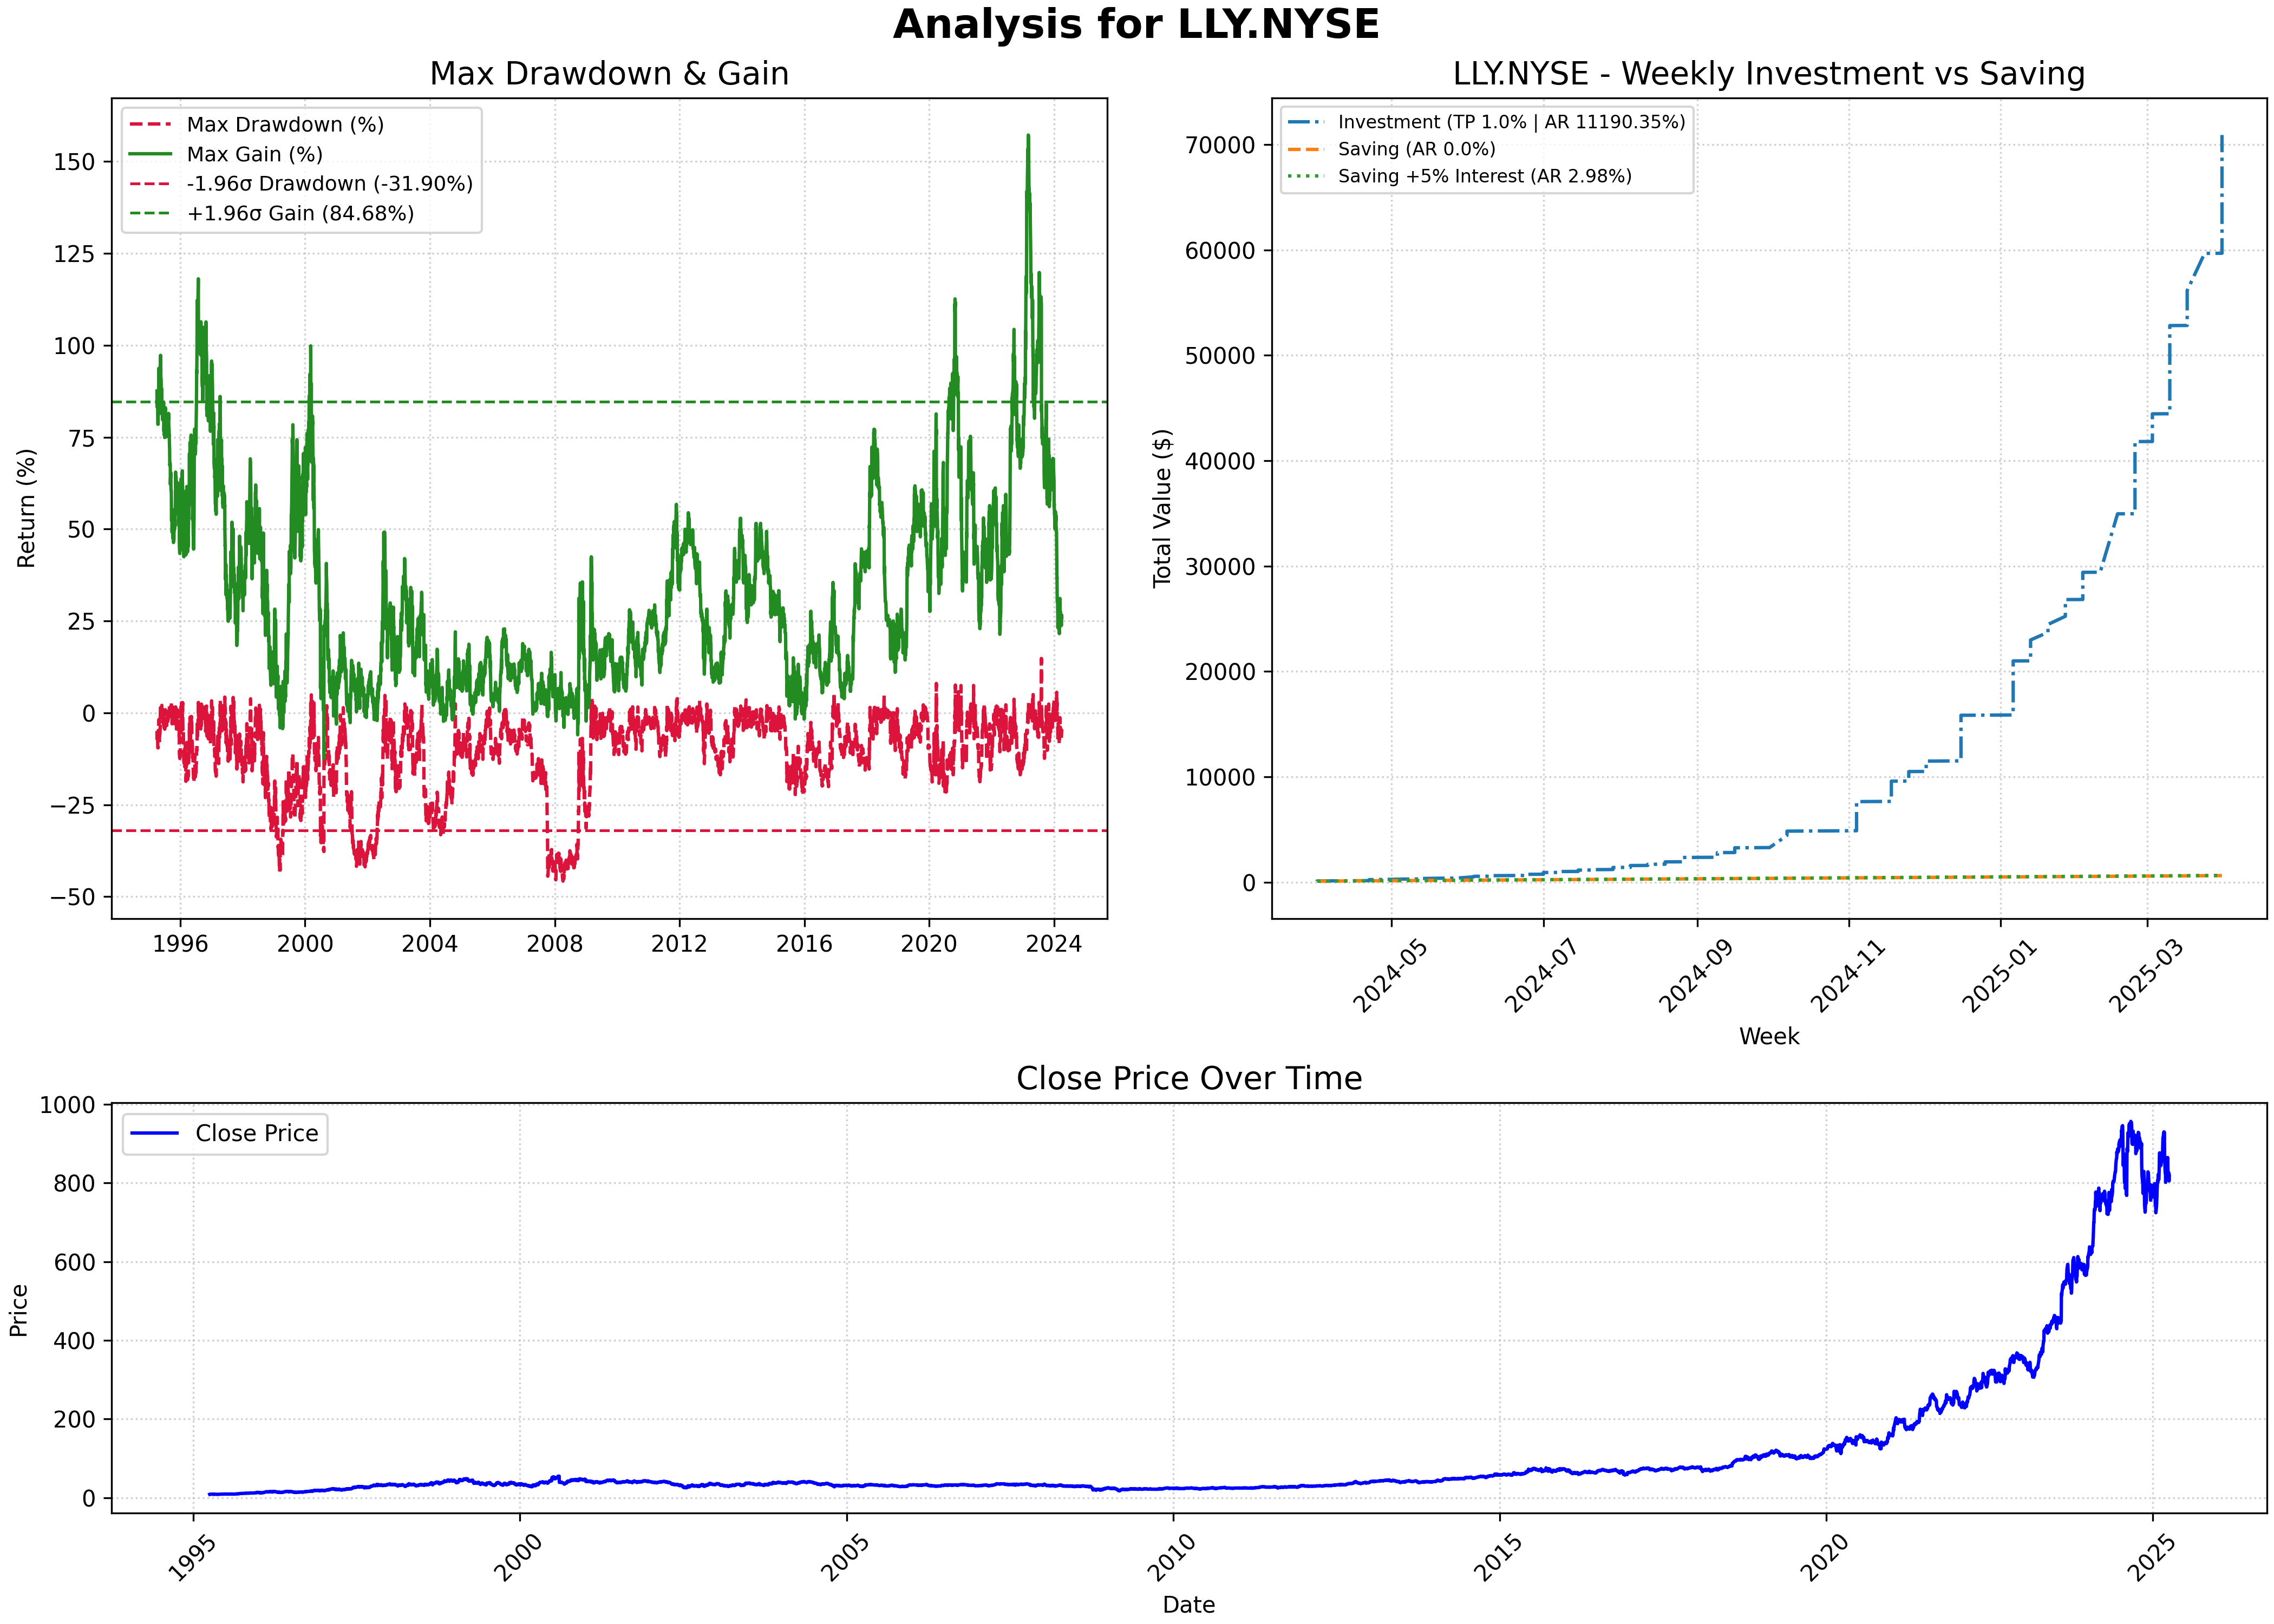 Analysis for LLY.NYSE
Max Drawdown & Gain
Max Drawdown (%)
Max Gain (%)
-1.96σ Drawdown (-31.90%)
+1.96σ Gain (84.68%)
Return (%)
150
125
100
75
50
25
0
−25
−50
1996 2000 2004 2008 2012 2016 2020 2024
LLY.NYSE - Weekly Investment vs Saving
Investment (TP 1.0% | AR 11190.35%)
Saving (AR 0.0%)
Saving +5% Interest (AR 2.98%)
Total Value ($)
70000
60000
50000
40000
30000
20000
10000
0
2024-05 2024-07 2024-09 2024-11 2025-01 2025-03
Week
Close Price Over Time
Close Price
Price
1000
800
600
400
200
0
1995 2000 2005 2010 2015 2020 2025
Date